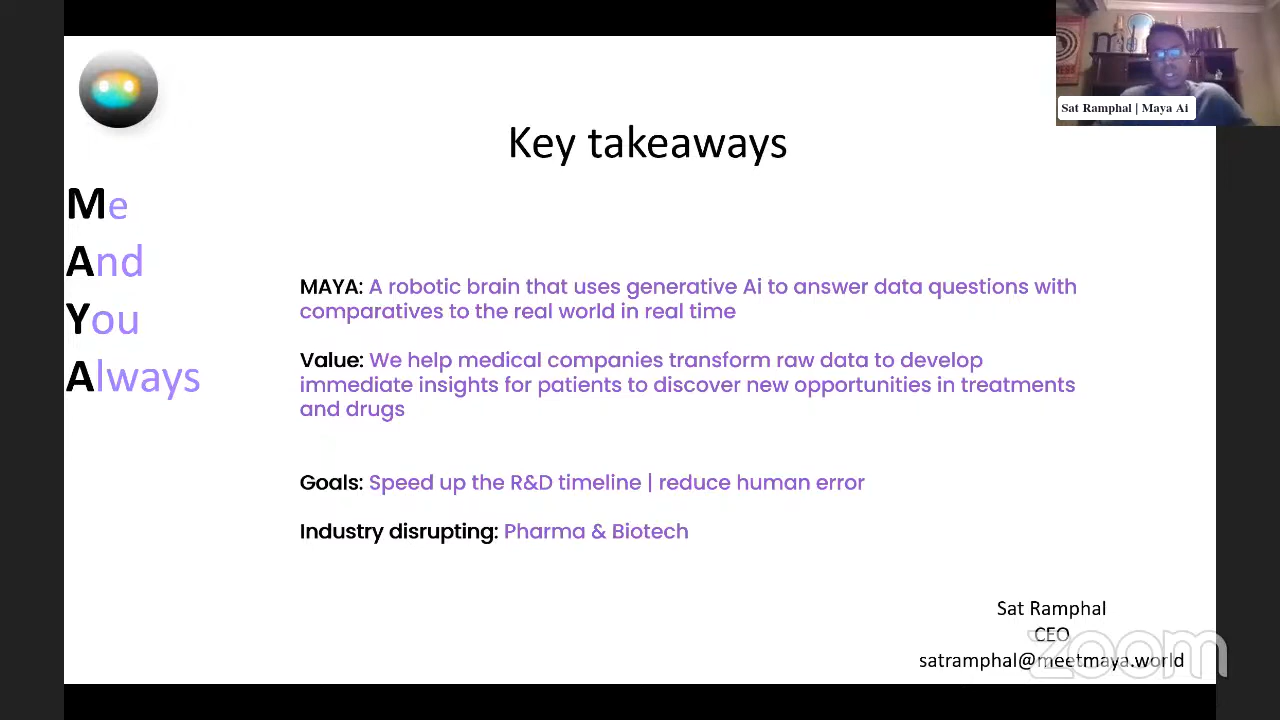 Sat Ramphal | Maya Ai
Key takeaways
Me
And
You
Always
MAYA: A robotic brain that uses generative Ai to answer data questions with
comparatives to the real world in real time
Value: We help medical companies transform raw data to develop
immediate insights for patients to discover new opportunities in treatments
and drugs
Goals: Speed up the R&D timeline | reduce human error
Industry disrupting: Pharma & Biotech
Sat Ramphal
CEO
satramphal@meetmaya.world
zoom